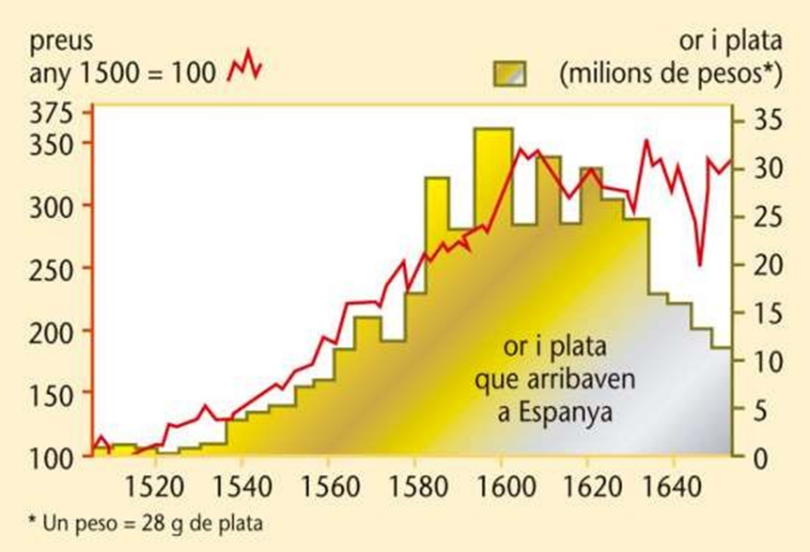 preus
any 1500 = 100
or i plata
(milions de pesos*)
375
350
300
250
200
150
100
35
30
25
20
15
10
5
0
or i plata
que arribaven
a Espanya
1520 1540 1560 1580 1600 1620 1640
* Un peso = 28 g de plata